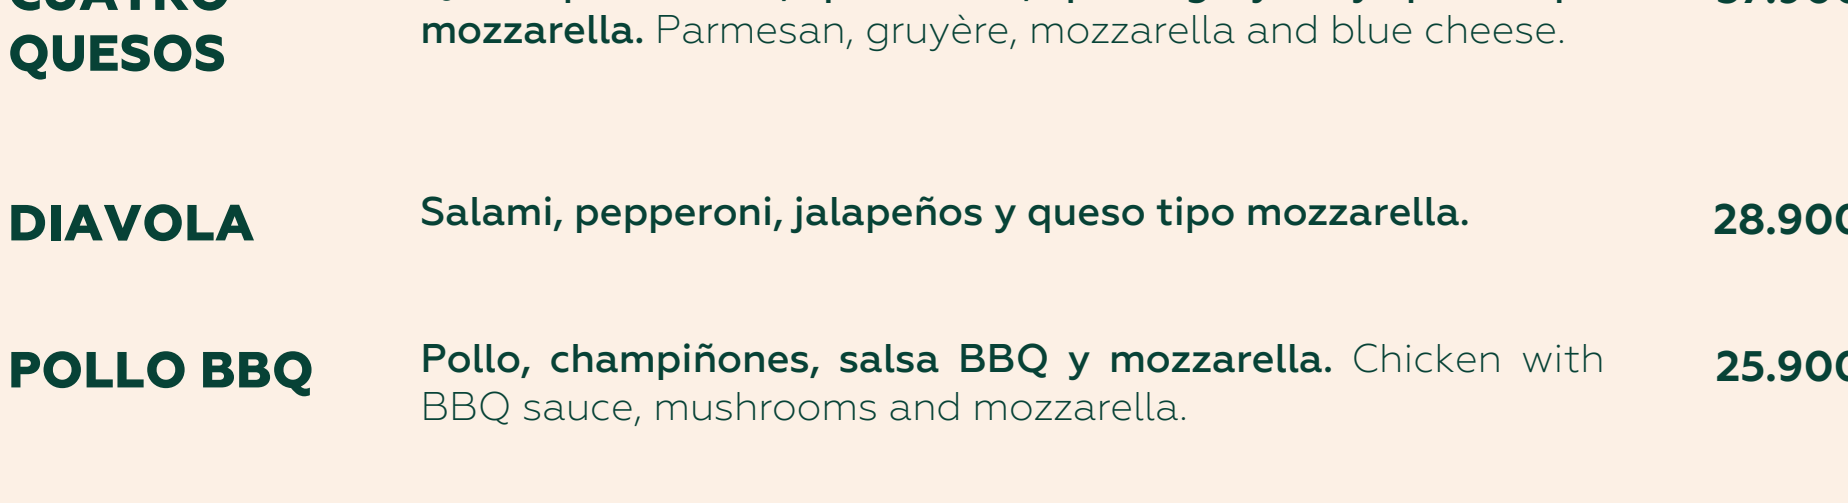 CUATRO
QUESOS
mozzarella. Parmesan, gruyère, mozzarella and blue cheese.
DIAVOLA
Salami, pepperoni, jalapeños y queso tipo mozzarella.
28.900
POLLO BBQ
Pollo, champiñones, salsa BBQ y mozzarella. Chicken with
BBQ sauce, mushrooms and mozzarella.
25.900